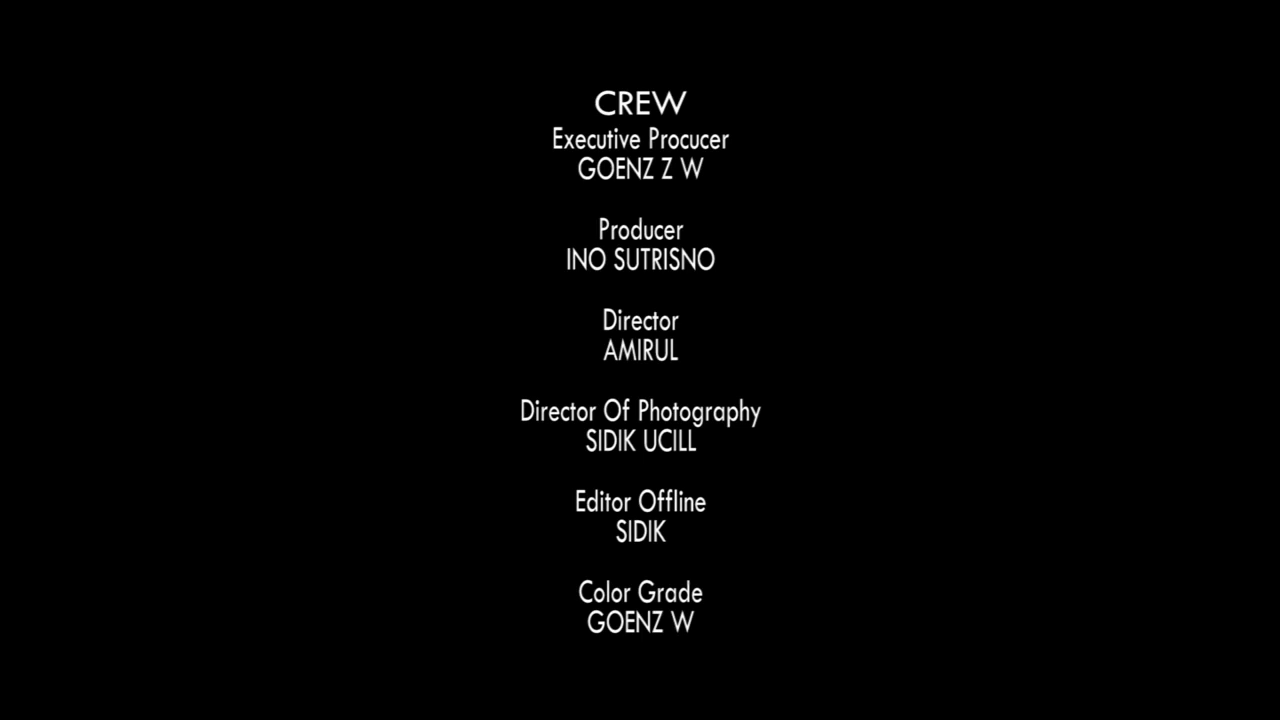 CREW
Executive Procucer
GOENZ Z W
Producer
INO SUTRISNO
Director
AMIRUL
Director Of Photography
SIDIK UCILL
Editor Offline
SIDIK
Color Grade
GOENZ W